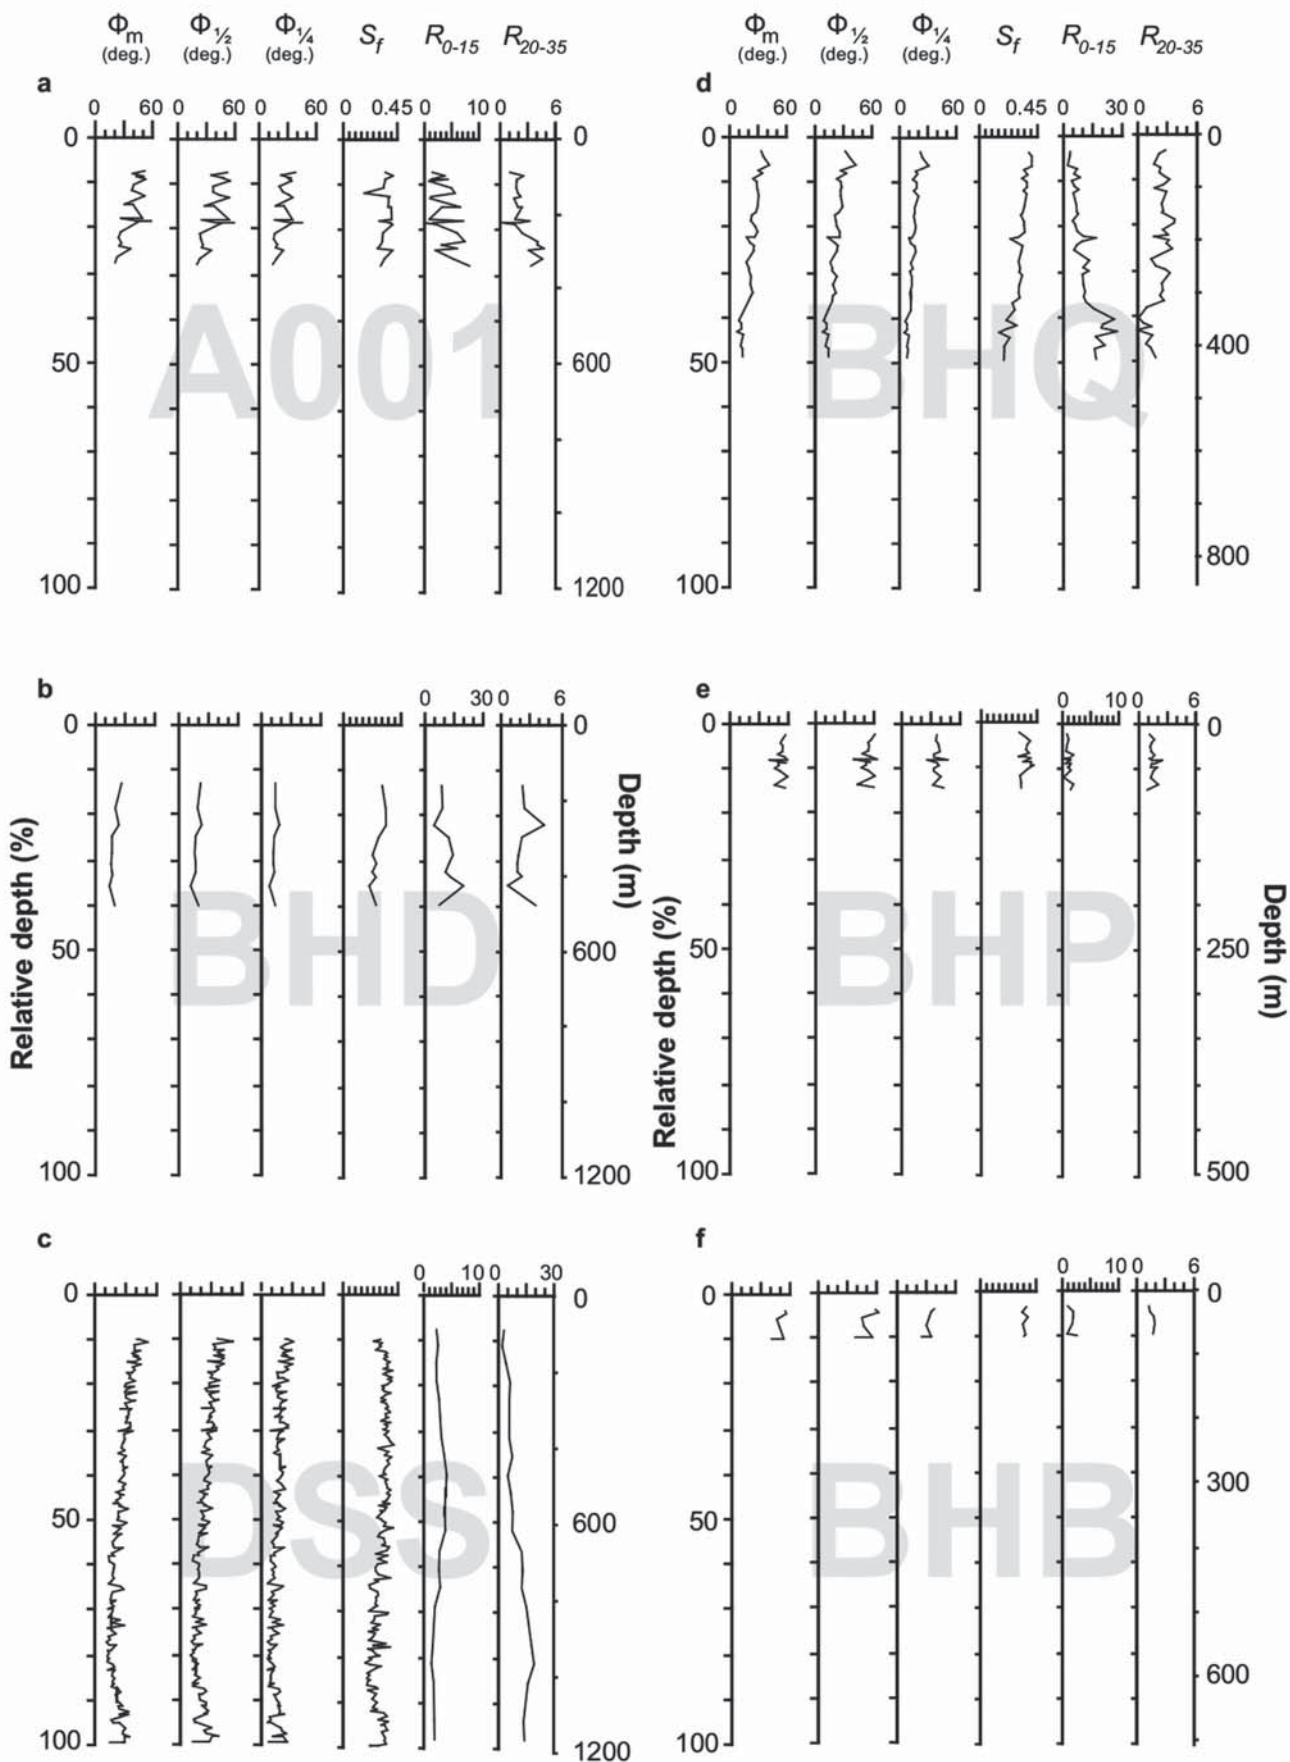 Φm Φ½ Φ¼ Sf R0-15 R20-35
(deg.) (deg.) (deg.)
a
0 60 0 60 0 60 0 0.45 0 10 0 6
0 0
50 600
100 1200
A001
Φm Φ½ Φ¼ Sf R0-15 R20-35
(deg.) (deg.) (deg.)
d
0 60 0 60 0 60 0 0.45 0 30 0 6
0 0
50 400
800
100
BHQ
b
0 30 0 6
0 0
50 600
100 1200
BHD
Relative depth (%)
Depth (m)
e
0 10 0 6
0 0
50 250
100 500
BHP
Relative depth (%)
Depth (m)
c
0 10 0 30
0 0
50 600
100 1200
DSS
f
0 10 0 6
0 0
300
50
600
100
BHB